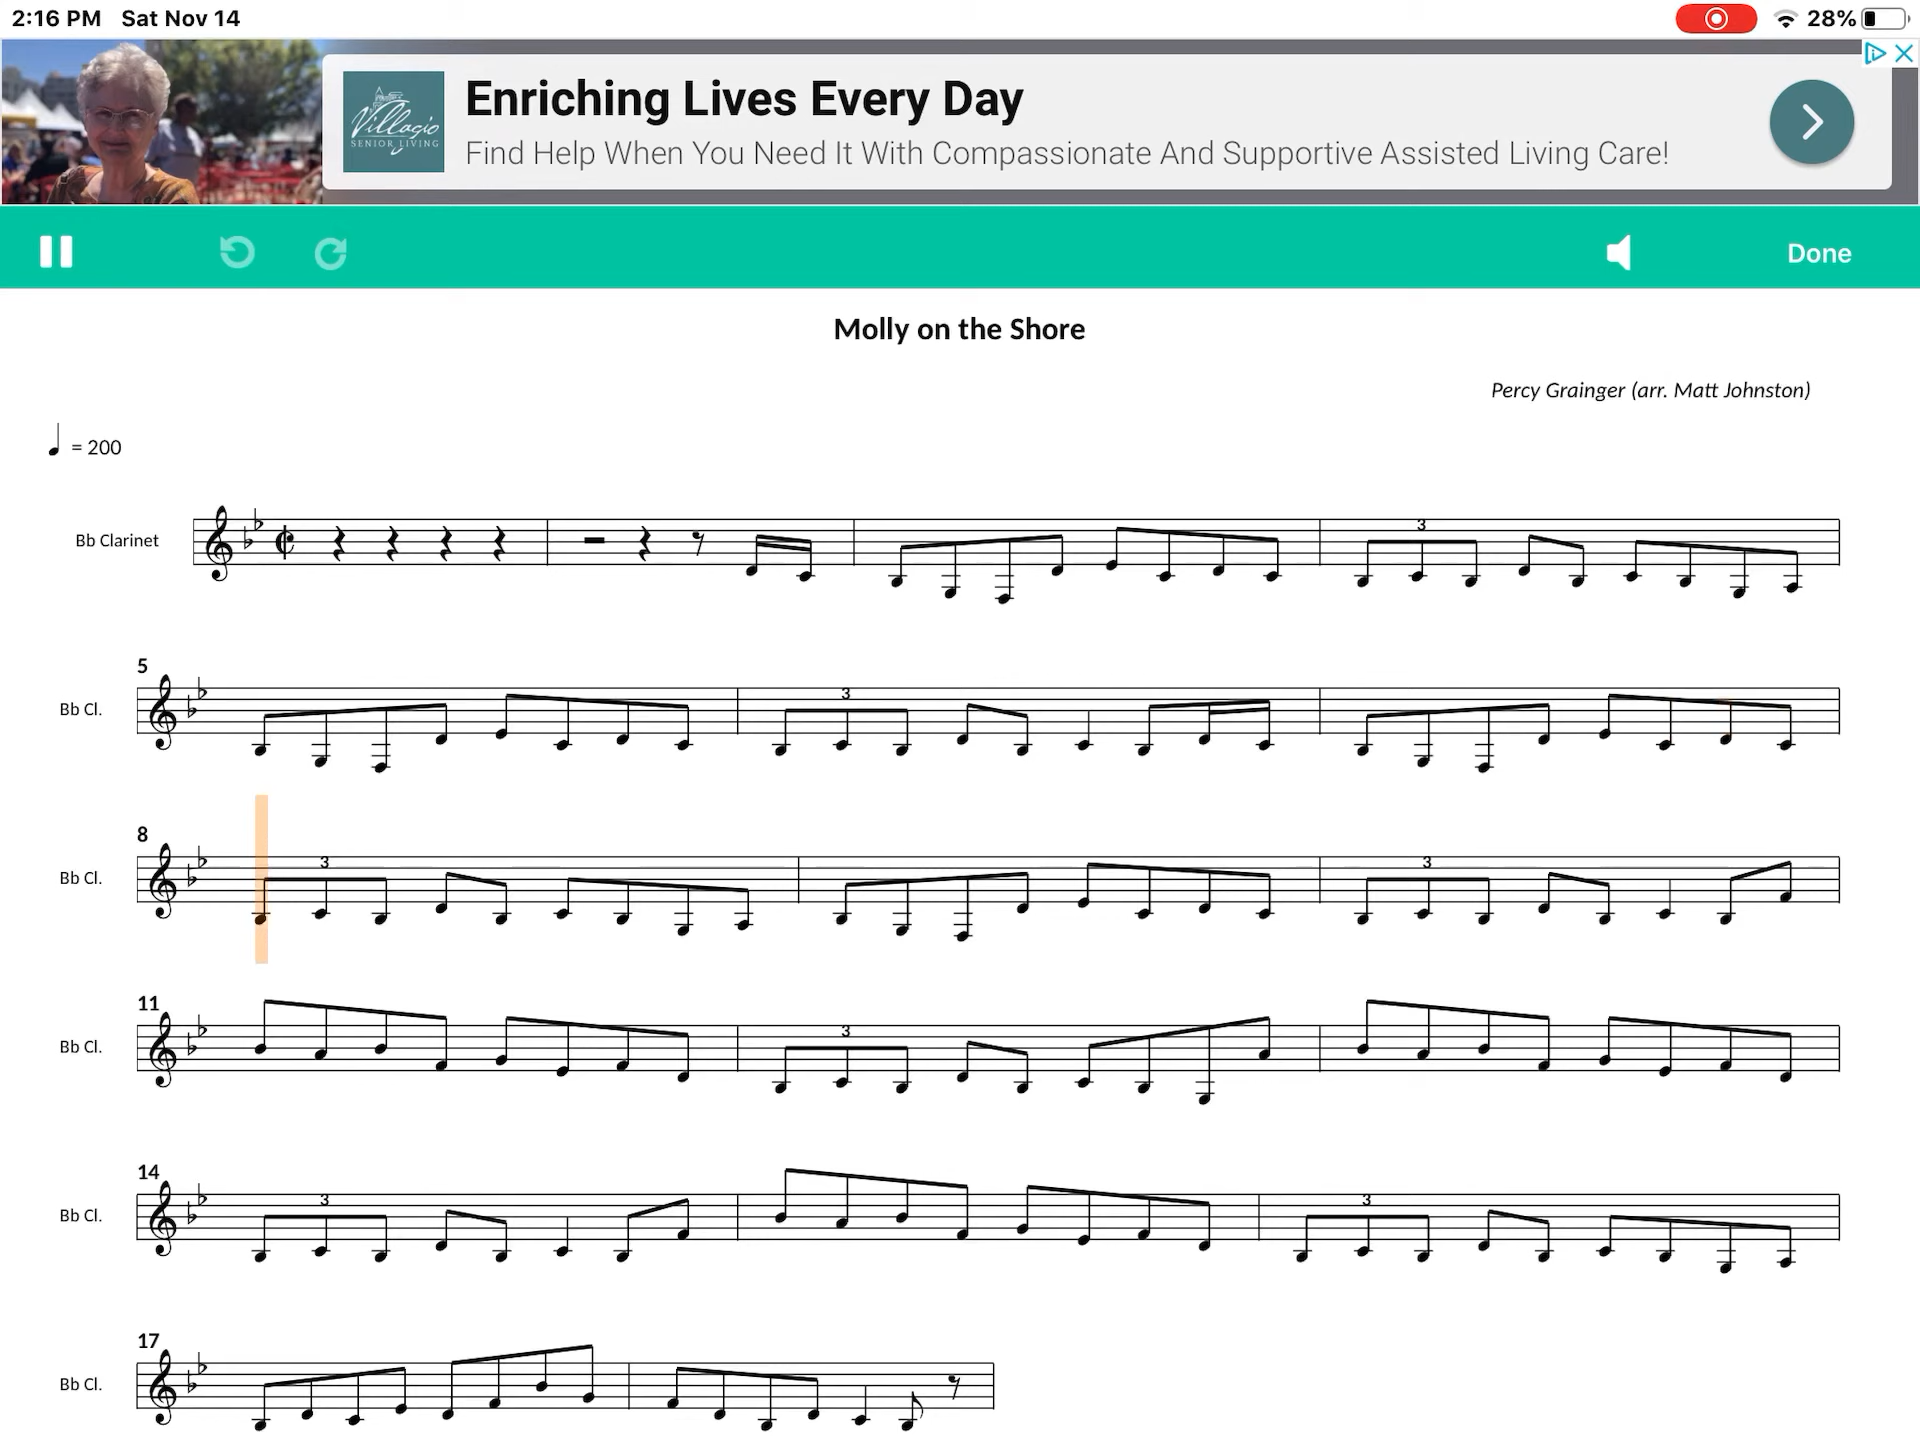 2:16 PM Sat Nov 14 28%
Enriching Lives Every Day
Villagio
SENIOR LIVING
Find Help When You Need It With Compassionate And Supportive Assisted Living Care!
Done
Molly on the Shore
Percy Grainger (arr. Matt Johnston)
= 200
Bb Clarinet
3
5
Bb Cl.
3
8
Bb Cl.
3
3
11
Bb Cl.
3
14
Bb Cl.
3
3
17
Bb Cl.